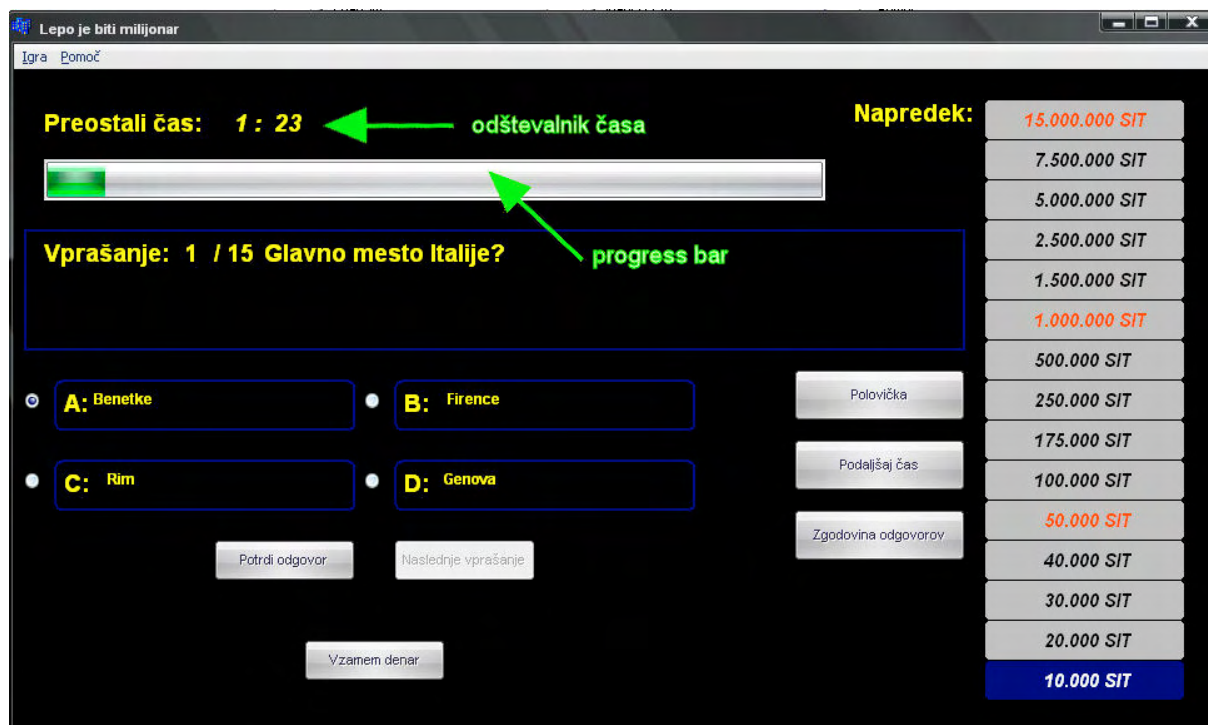 Lepo je biti milijonar
Igra Pomoč
Preostali čas: 1 : 23
odštevalnik časa
Napredek:
progress bar
Vprašanje: 1 / 15 Glavno mesto Italije?
A: Benetke
B: Firence
C: Rim
D: Genova
Potrdi odgovor
Naslednje vprašanje
Vzamem denar
Polovička
Podaljšaj čas
Zgodovina odgovorov
15.000.000 SIT
7.500.000 SIT
5.000.000 SIT
2.500.000 SIT
1.500.000 SIT
1.000.000 SIT
500.000 SIT
250.000 SIT
175.000 SIT
100.000 SIT
50.000 SIT
40.000 SIT
30.000 SIT
20.000 SIT
10.000 SIT